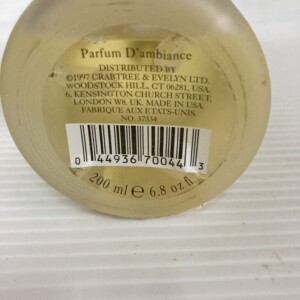 Parfum D'ambiance
DISTRIBUTED BY
©1997 CRABTREE & EVELYN LTD.
WOODSTOCK HILL, CT 06281, USA.
6, KENSINGTON CHURCH STREET,
LONDON W8. UK. MADE IN USA.
FABRIQUE AUX ETATS-UNIS.
NO. 37334
0 44936 70044 3
200 ml e 6.8 oz fl